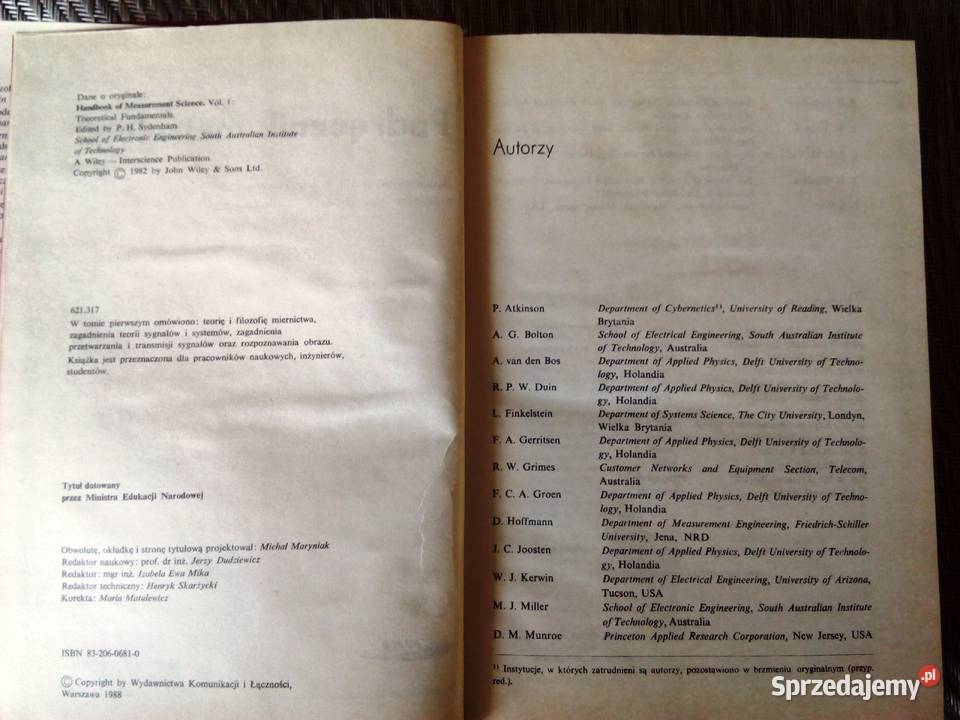 Dane o oryginale:
Handbook of Measurement Science. Vol. 1:
Theoretical Fundamentals.
Edited by P. H. Sydenham
School of Electronic Engineering South Australian Institute
of Technology
A Wiley — Interscience Publication
Copyright © 1982 by John Wiley & Sons Ltd.
621.317
W tomie pierwszym omówiono: teorię i filozofię miernictwa,
zagadnienia teorii sygnałów i systemów, zagadnienia
przetwarzania i transmisji sygnałów oraz rozpoznawania obrazu.
Książka jest przeznaczona dla pracowników naukowych, inżynierów,
studentów.
Tytuł dotowany
przez Ministra Edukacji Narodowej
Obwolutę, okładkę i stronę tytułową projektował: Michał Maryniak
Redaktor naukowy: prof. dr inż. Jerzy Dudziewicz
Redaktor: mgr inż. Izabela Ewa Mika
Redaktor techniczny: Henryk Skarżycki
Korekta: Maria Matulewicz
ISBN 83-206-0681-0
© Copyright by Wydawnictwa Komunikacji i Łączności,
Warszawa 1988
Autorzy
P. Atkinson Department of Cybernetics¹⁾, University of Reading, Wielka
Brytania
A. G. Bolton School of Electrical Engineering, South Australian Institute
of Technology, Australia
A. van den Bos Department of Applied Physics, Delft University of Techno-
logy, Holandia
R. P. W. Duin Department of Applied Physics, Delft University of Technolo-
gy, Holandia
L. Finkelstein Department of Systems Science, The City University, Londyn,
Wielka Brytania
F. A. Gerritsen Department of Applied Physics, Delft University of Technolo-
gy, Holandia
R. W. Grimes Customer Networks and Equipment Section, Telecom,
Australia
F. C. A. Groen Department of Applied Physics, Delft University of Techno-
logy, Holandia
D. Hoffmann Department of Measurement Engineering, Friedrich-Schiller
University, Jena, NRD
J. C. Joosten Department of Applied Physics, Delft University of Technolo-
gy, Holandia
W. J. Kerwin Department of Electrical Engineering, University of Arizona,
Tucson, USA
M. J. Miller School of Electronic Engineering, South Australian Institute
of Technology, Australia
D. M. Munroe Princeton Applied Research Corporation, New Jersey, USA
¹⁾ Instytucje, w których zatrudnieni są autorzy, pozostawiono w brzmieniu oryginalnym (przyp.
red.).
Sprzedajemy.pl